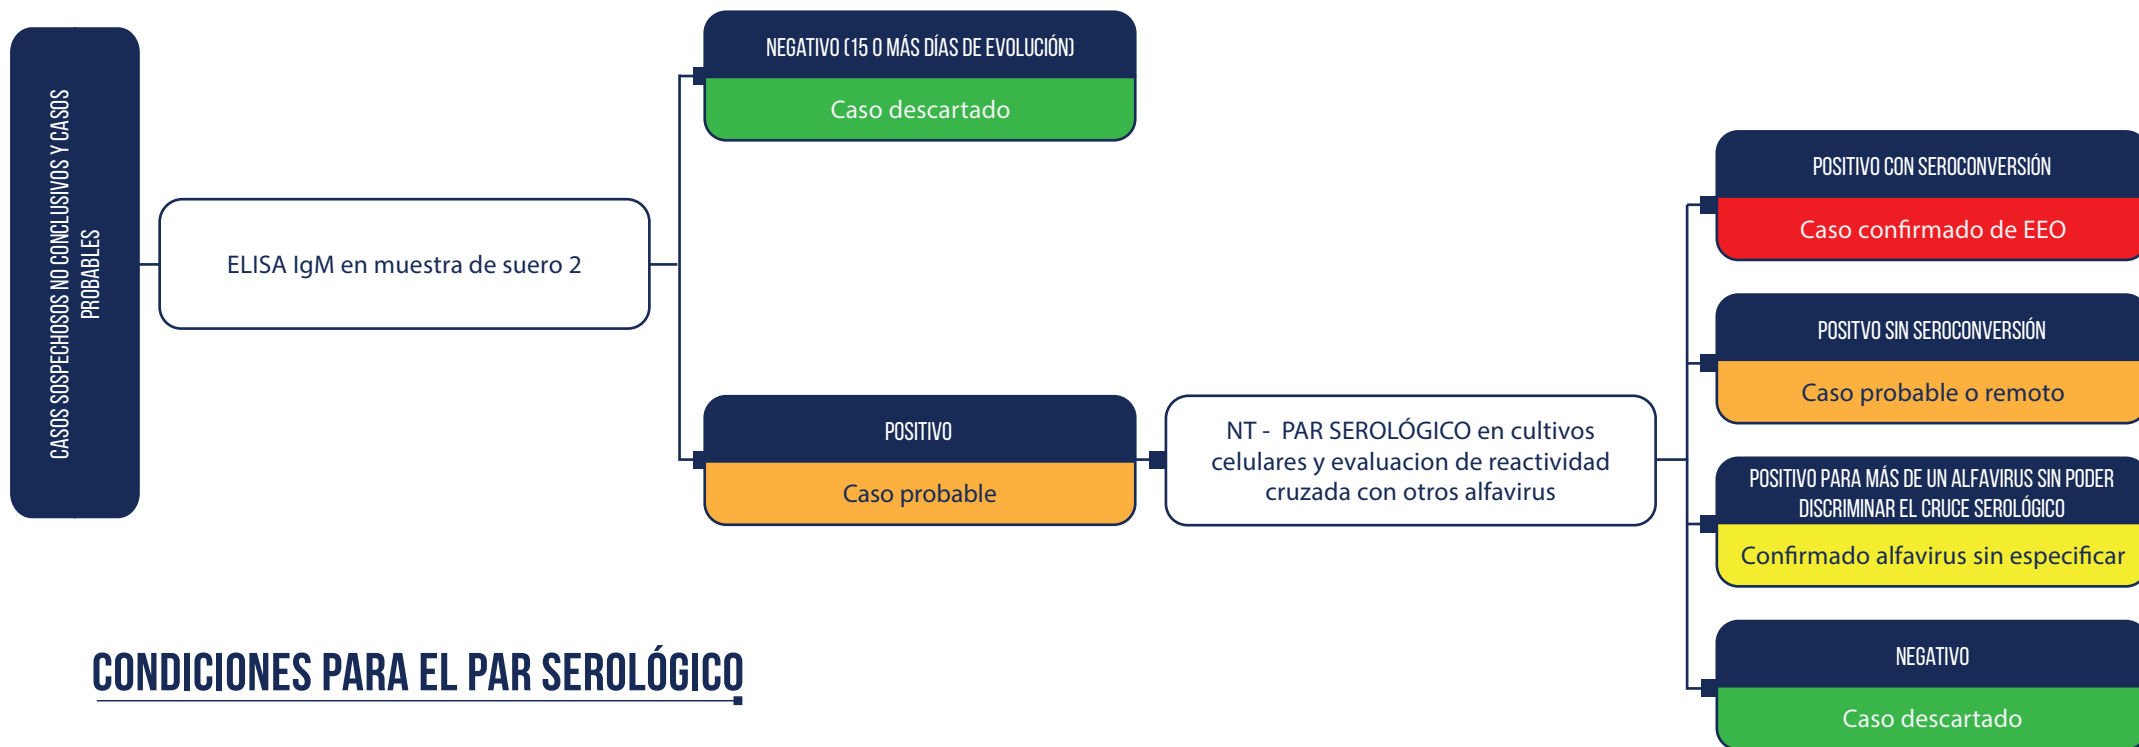 CASOS SOSPECHOSOS NO CONCLUSIVOS Y CASOS
PROBABLES
ELISA IgM en muestra de suero 2
NEGATIVO (15 O MÁS DÍAS DE EVOLUCIÓN)
Caso descartado
POSITIVO
Caso probable
NT - PAR SEROLÓGICO en cultivos
celulares y evaluacion de reactividad
cruzada con otros alfavirus
POSITIVO CON SEROCONVERSIÓN
Caso confirmado de EEO
POSITVO SIN SEROCONVERSIÓN
Caso probable o remoto
POSITIVO PARA MÁS DE UN ALFAVIRUS SIN PODER
DISCRIMINAR EL CRUCE SEROLÓGICO
Confirmado alfavirus sin especificar
NEGATIVO
Caso descartado
CONDICIONES PARA EL PAR SEROLÓGICO